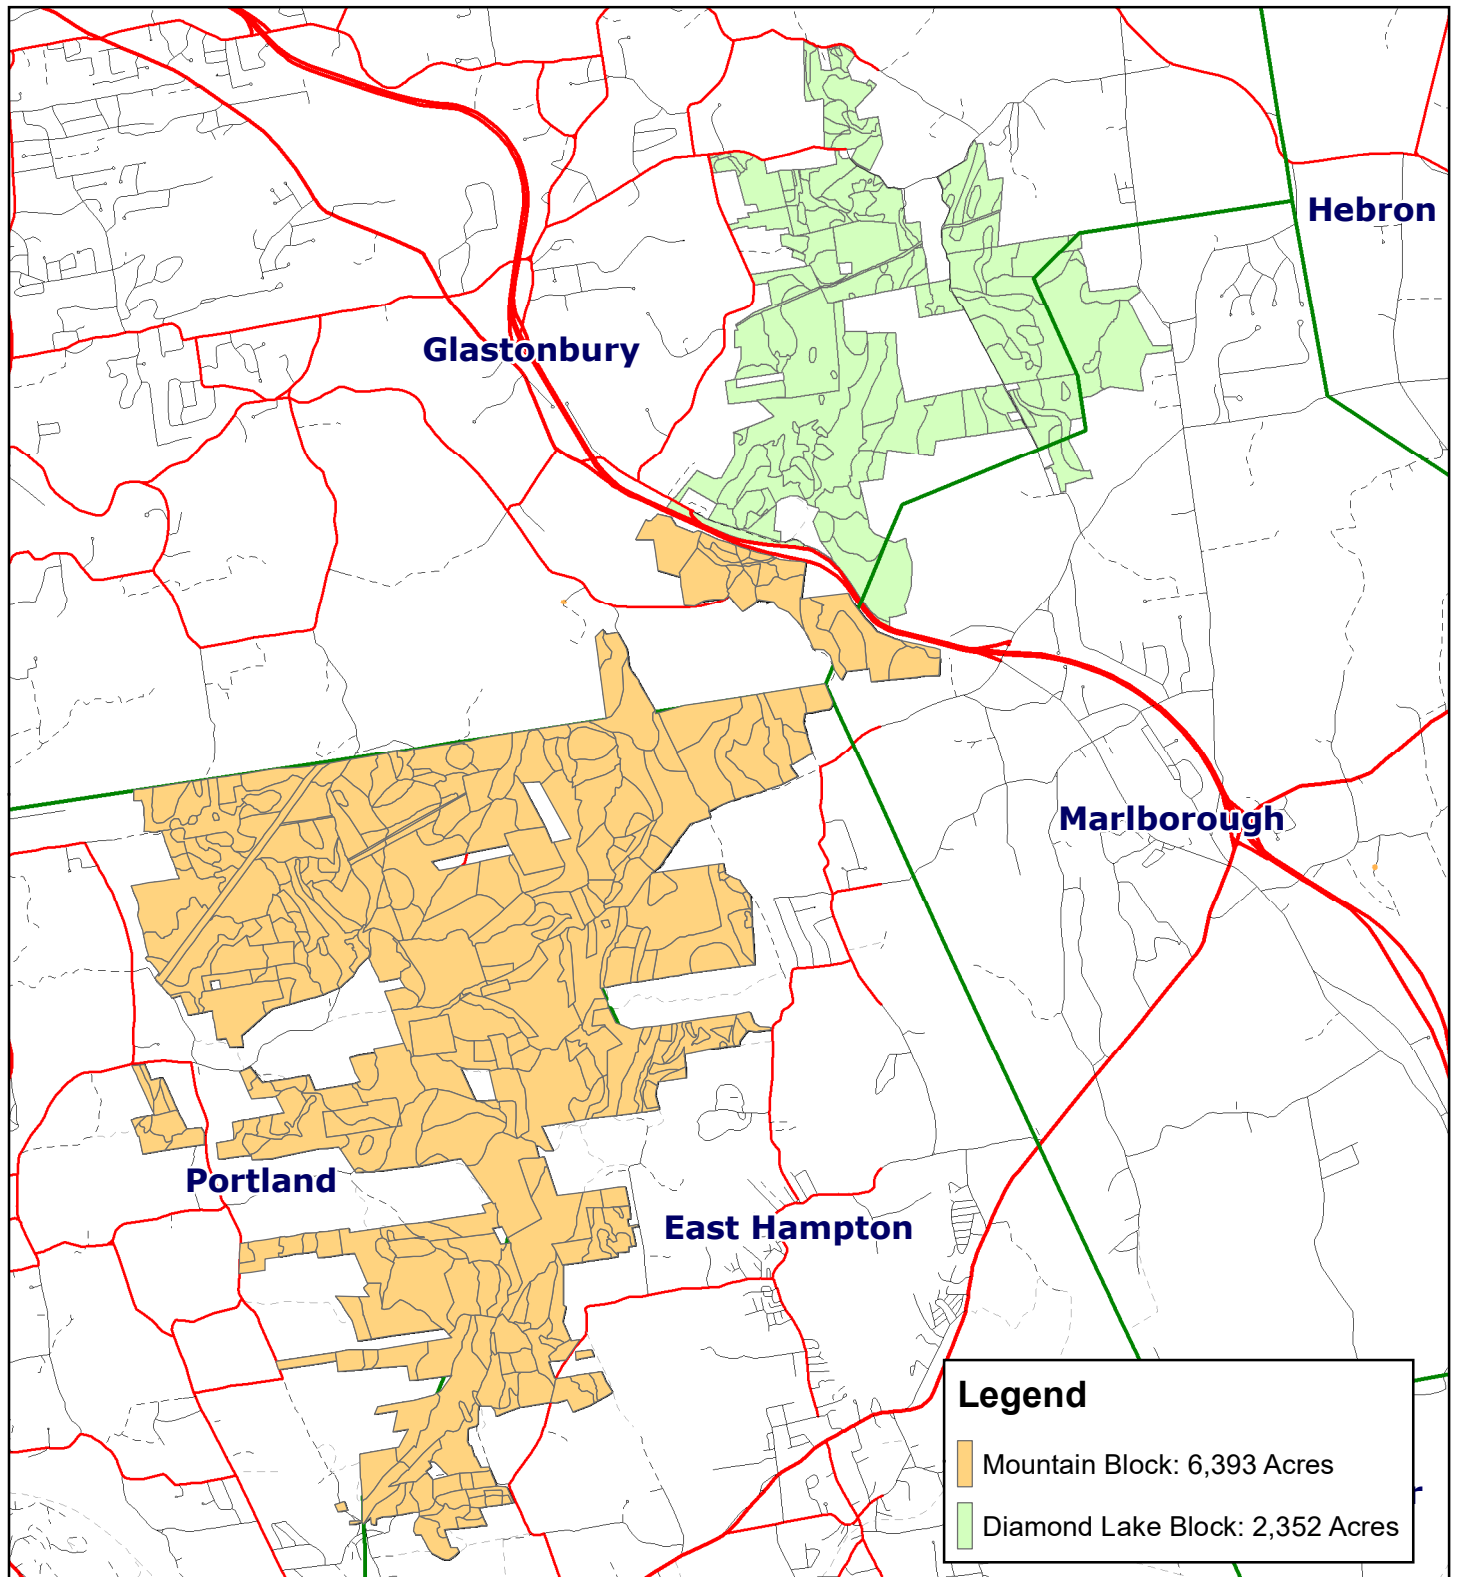 Hebron
Glastonbury
Marlborough
Portland
East Hampton
Legend
Mountain Block: 6,393 Acres
Diamond Lake Block: 2,352 Acres
r